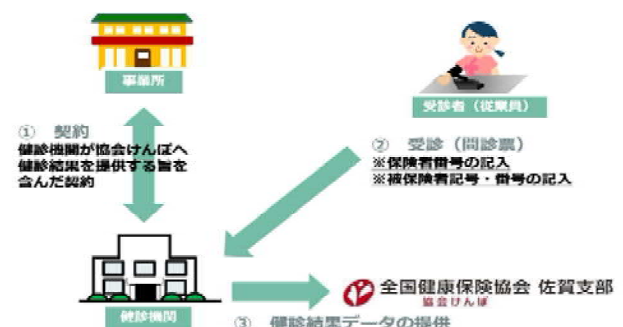 事業所
受診者（従業員）
① 契約
健診機関が協会けんぽへ
健診結果を提供する旨を
含んだ契約
② 受診（問診票）
※保険者番号の記入
※被保険者記号・番号の記入
健診機関
全国健康保険協会 佐賀支部
協会けんぽ
③ 健診結果データの提供